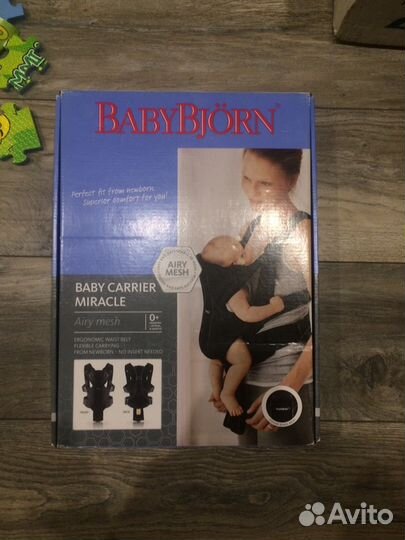 BABYBJÖRN
Perfect fit from newborn.
Superior comfort for you!
AIRY
MESH
BABY CARRIER
MIRACLE
Airy mesh
0+
ERGONOMIC WAIST BELT
FLEXIBLE CARRYING
FROM NEWBORN - NO INSERT NEEDED
Avito